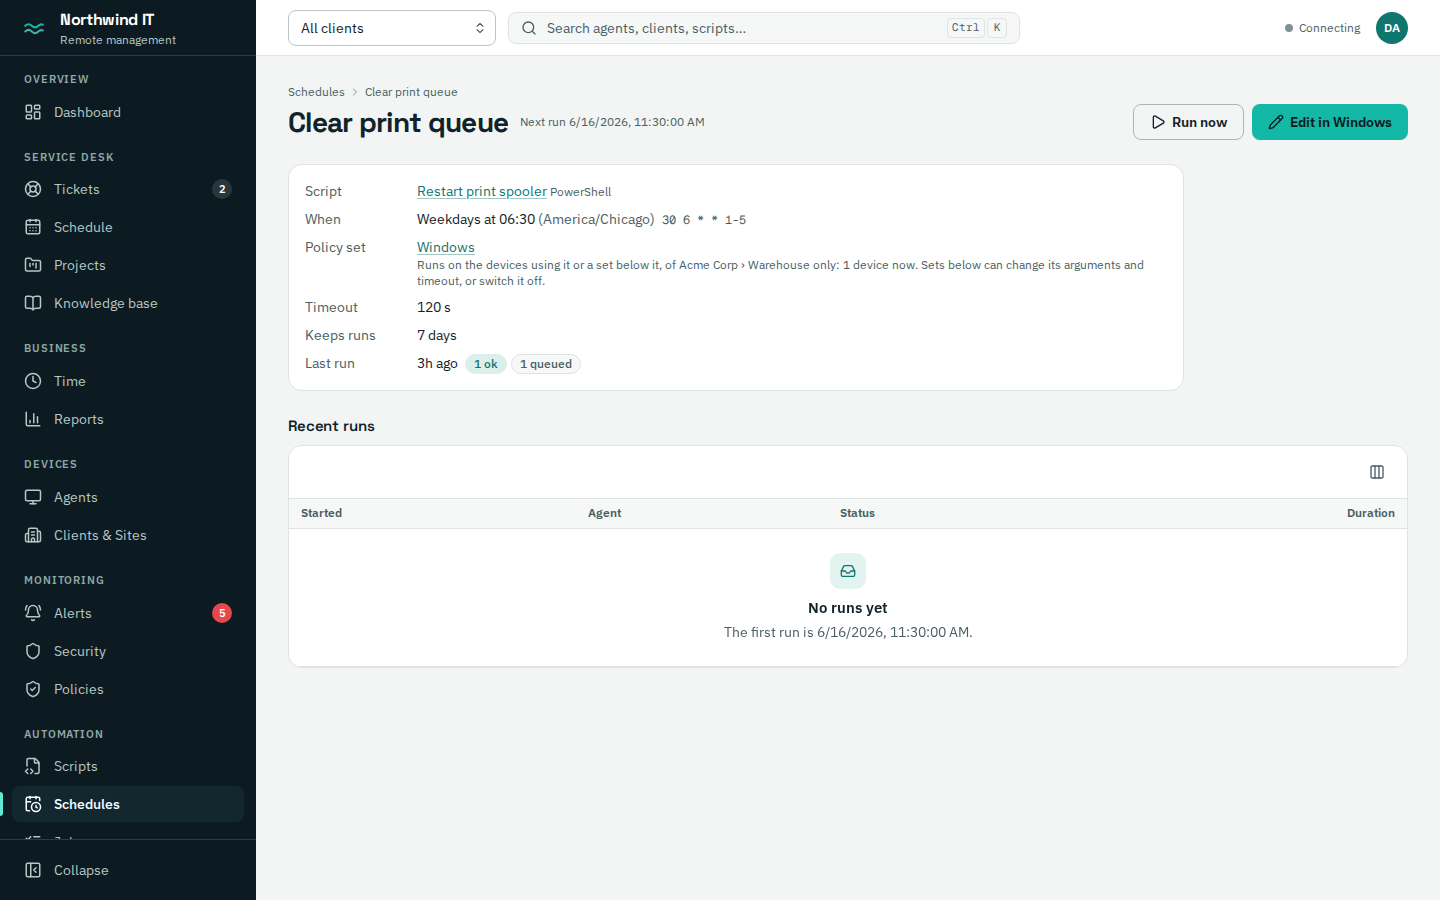 Northwind IT
Remote management
All clients
Search agents, clients, scripts...
Ctrl K
Connecting
DA
OVERVIEW
Dashboard
SERVICE DESK
Tickets 2
Schedule
Projects
Knowledge base
BUSINESS
Time
Reports
DEVICES
Agents
Clients & Sites
MONITORING
Alerts 5
Security
Policies
AUTOMATION
Scripts
Schedules
Collapse
Schedules > Clear print queue
Clear print queue Next run 6/16/2026, 11:30:00 AM
Run now
Edit in Windows
Script Restart print spooler PowerShell
When Weekdays at 06:30 (America/Chicago) 30 6 * * 1-5
Policy set Windows
Runs on the devices using it or a set below it, of Acme Corp › Warehouse only: 1 device now. Sets below can change its arguments and
timeout, or switch it off.
Timeout 120 s
Keeps runs 7 days
Last run 3h ago 1 ok 1 queued
Recent runs
Started Agent Status Duration
No runs yet
The first run is 6/16/2026, 11:30:00 AM.